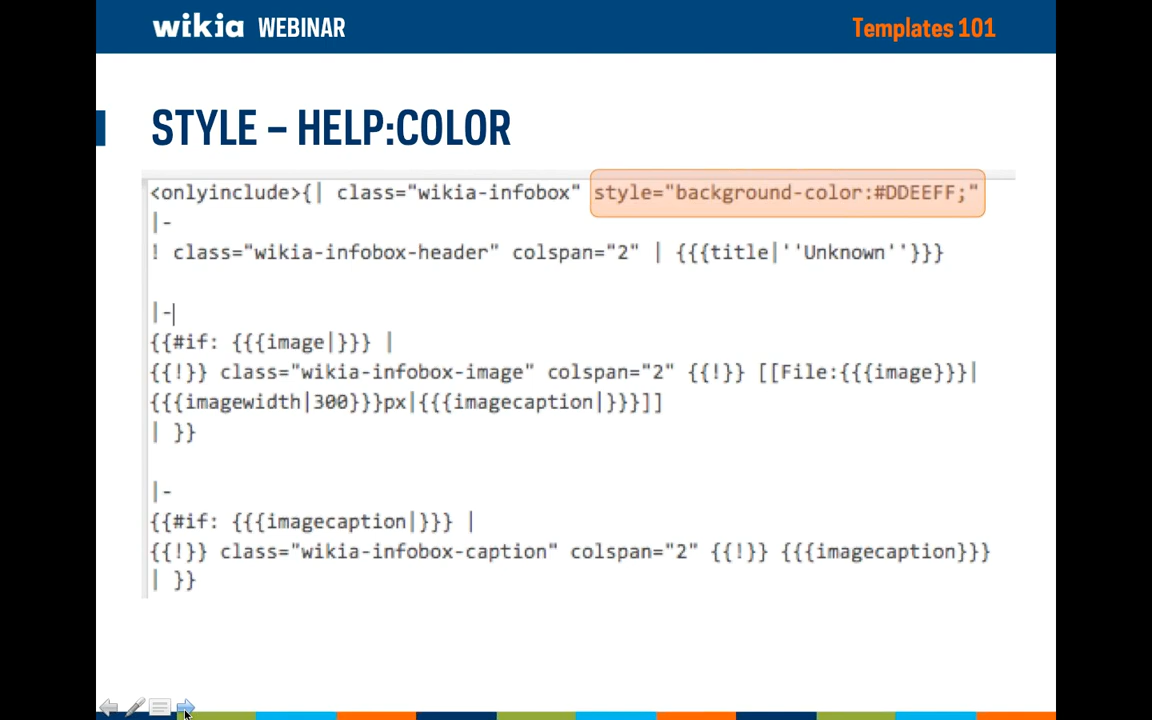 wikia WEBINAR
Templates 101
STYLE – HELP:COLOR
<onlyinclude>{| class="wikia-infobox" style="background-color:#DDEEFF;"
|-
! class="wikia-infobox-header" colspan="2" | {{{title|''Unknown''}}}
|-
{{#if: {{{image|}}} |
{{!}} class="wikia-infobox-image" colspan="2" {{!}} [[File:{{{image}}}|
{{{imagewidth|300}}}px|{{{imagecaption|}}}]]
| }}
|-
{{#if: {{{imagecaption|}}} |
{{!}} class="wikia-infobox-caption" colspan="2" {{!}} {{{imagecaption}}}
| }}